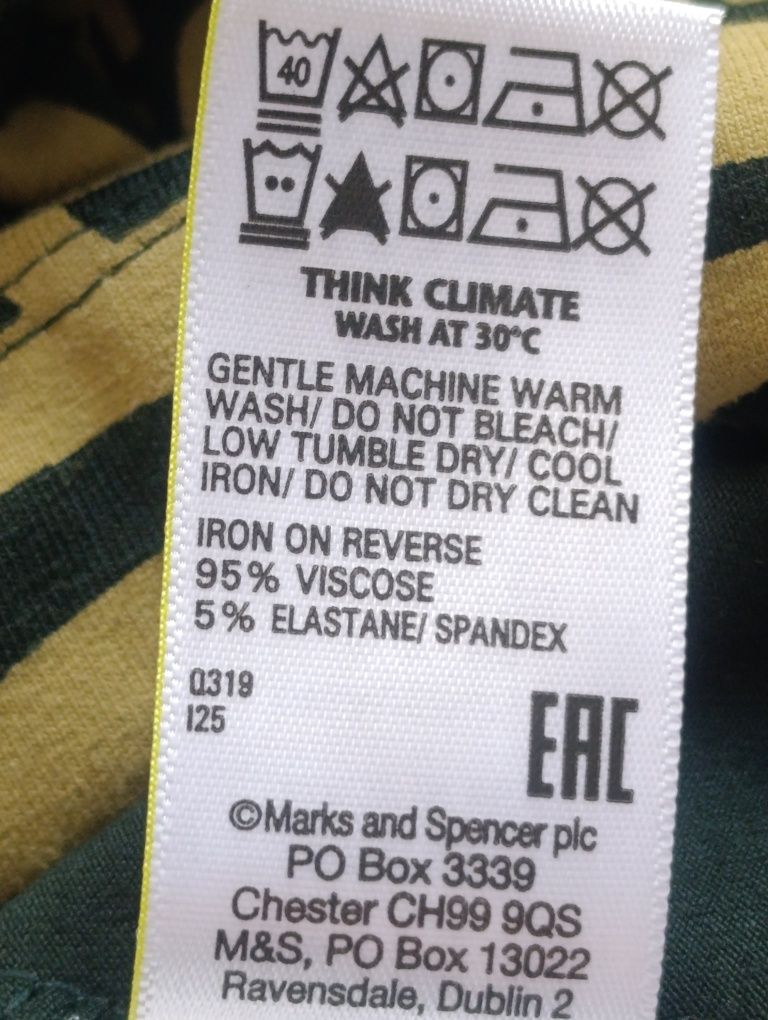 40
THINK CLIMATE
WASH AT 30°C
GENTLE MACHINE WARM
WASH/ DO NOT BLEACH/
LOW TUMBLE DRY/ COOL
IRON/ DO NOT DRY CLEAN
IRON ON REVERSE
95% VISCOSE
5% ELASTANE/ SPANDEX
0319
I25
EAC
©Marks and Spencer plc
PO Box 3339
Chester CH99 9QS
M&S, PO Box 13022
Ravensdale, Dublin 2